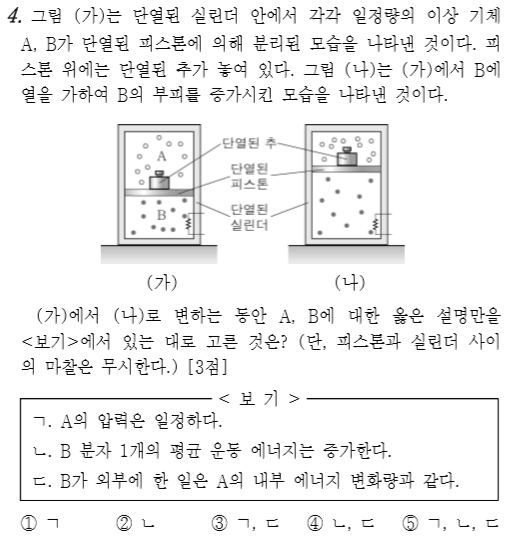 4. 그림 (가)는 단열된 실린더 안에서 각각 일정량의 이상 기체
A, B가 단열된 피스톤에 의해 분리된 모습을 나타낸 것이다. 피
스톤 위에는 단열된 추가 놓여 있다. 그림 (나)는 (가)에서 B에
열을 가하여 B의 부피를 증가시킨 모습을 나타낸 것이다.
A
B
단열된 추
단열된
피스톤
단열된
실린더
(가)
(나)
(가)에서 (나)로 변하는 동안 A, B에 대한 옳은 설명만을
<보기>에서 있는 대로 고른 것은? (단, 피스톤과 실린더 사이
의 마찰은 무시한다.) [3점]
< 보 기 >
ㄱ. A의 압력은 일정하다.
ㄴ. B 분자 1개의 평균 운동 에너지는 증가한다.
ㄷ. B가 외부에 한 일은 A의 내부 에너지 변화량과 같다.
① ㄱ ② ㄴ ③ ㄱ, ㄷ ④ ㄴ, ㄷ ⑤ ㄱ, ㄴ, ㄷ